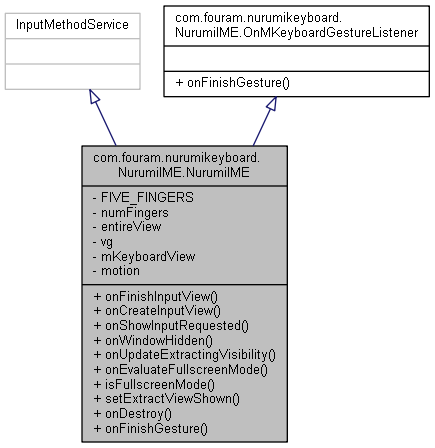 InputMethodService
com.fouram.nurumikeyboard.
NurumiIME.OnMKeyboardGestureListener
+ onFinishGesture()
com.fouram.nurumikeyboard.
NurumiIME.NurumiIME
- FIVE_FINGERS
- numFingers
- entireView
- vg
- mKeyboardView
- motion
+ onFinishInputView()
+ onCreateInputView()
+ onShowInputRequested()
+ onWindowHidden()
+ onUpdateExtractingVisibility()
+ onEvaluateFullscreenMode()
+ isFullscreenMode()
+ setExtractViewShown()
+ onDestroy()
+ onFinishGesture()